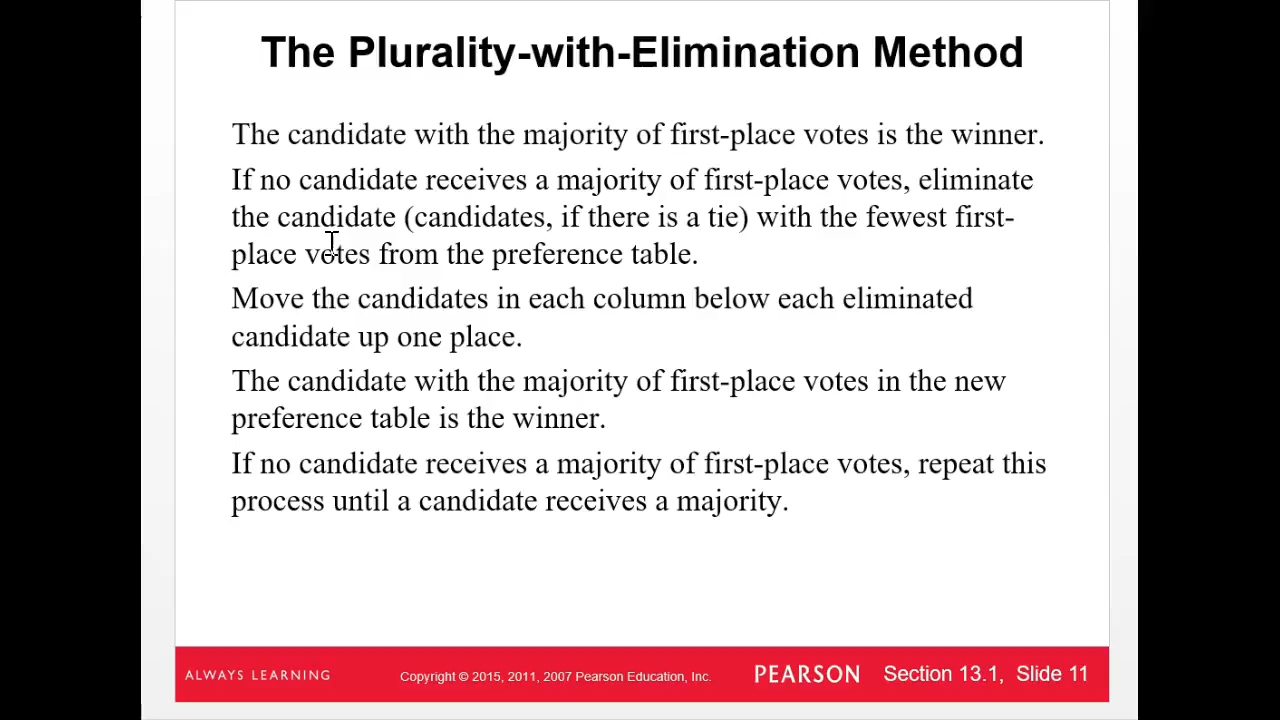 The Plurality-with-Elimination Method
The candidate with the majority of first-place votes is the winner.
If no candidate receives a majority of first-place votes, eliminate
the candidate (candidates, if there is a tie) with the fewest first-
place votes from the preference table.
Move the candidates in each column below each eliminated
candidate up one place.
The candidate with the majority of first-place votes in the new
preference table is the winner.
If no candidate receives a majority of first-place votes, repeat this
process until a candidate receives a majority.
ALWAYS LEARNING Copyright © 2015, 2011, 2007 Pearson Education, Inc. PEARSON Section 13.1, Slide 11